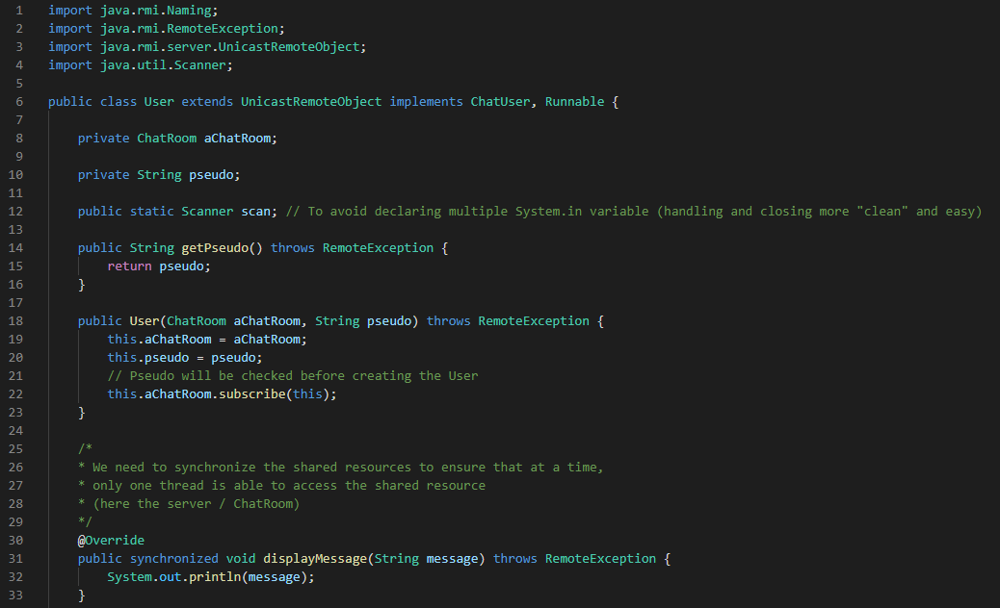 1 import java.rmi.Naming;
2 import java.rmi.RemoteException;
3 import java.rmi.server.UnicastRemoteObject;
4 import java.util.Scanner;
5
6 public class User extends UnicastRemoteObject implements ChatUser, Runnable {
7
8     private ChatRoom aChatRoom;
9
10     private String pseudo;
11
12     public static Scanner scan; // To avoid declaring multiple System.in variable (handling and closing more "clean" and easy)
13
14     public String getPseudo() throws RemoteException {
15         return pseudo;
16     }
17
18     public User(ChatRoom aChatRoom, String pseudo) throws RemoteException {
19         this.aChatRoom = aChatRoom;
20         this.pseudo = pseudo;
21         // Pseudo will be checked before creating the User
22         this.aChatRoom.subscribe(this);
23     }
24
25     /*
26     * We need to synchronize the shared resources to ensure that at a time,
27     * only one thread is able to access the shared resource
28     * (here the server / ChatRoom)
29     */
30     @Override
31     public synchronized void displayMessage(String message) throws RemoteException {
32         System.out.println(message);
33     }